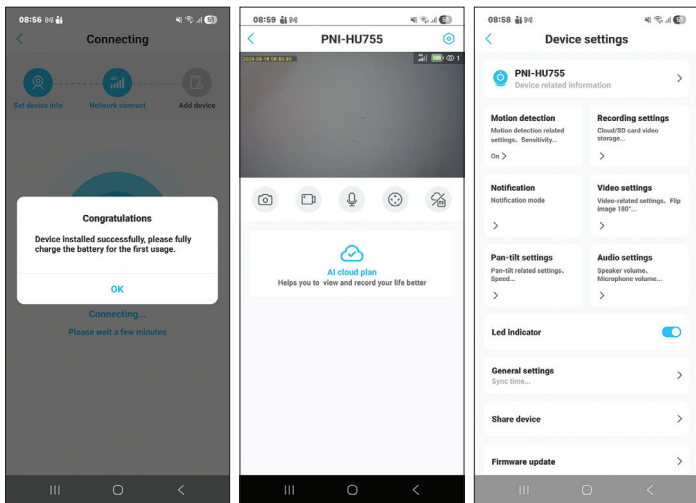 08:56
Connecting
4G
Set device info
Network connect
Add device
Congratulations
Device installed successfully, please fully
charge the battery for the first usage.
OK
Connecting...
Please wait a few minutes
08:59
PNI-HU755
4G
1
AI cloud plan
Helps you to view and record your life better
08:58
Device settings
PNI-HU755
Device related information
Motion detection
Motion detection related
settings, Sensitivity...
On >
Recording settings
Cloud/SD card video
storage...
Notification
Notification mode
Video settings
Video-related settings, Flip
image 180°...
Pan-tilt settings
Pan-tilt related settings,
Speed...
Audio settings
Speaker volume,
Microphone volume...
Led indicator
General settings
Sync time...
Share device
Firmware update